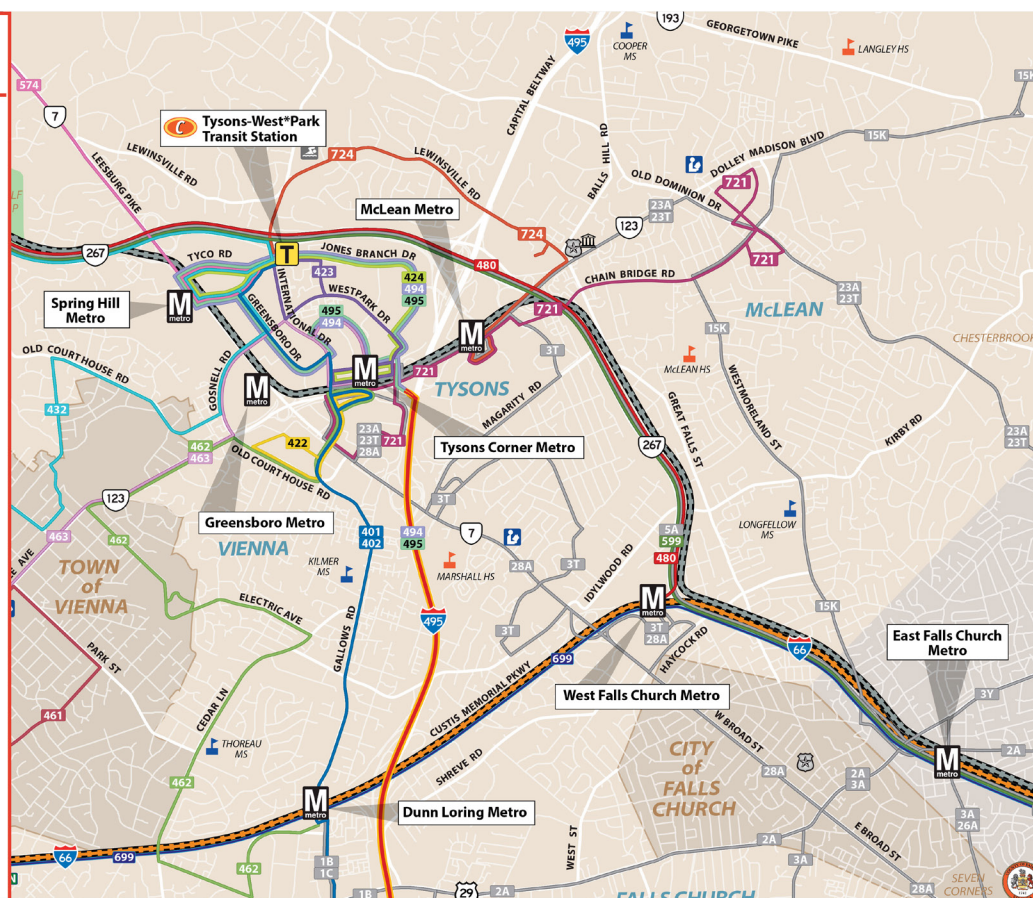 193
GEORGETOWN PIKE
495
COOPER
MS
LANGLEY HS
574
7
CAPITAL BELTWAY
15K
C
Tysons-West*Park
Transit Station
BALLS HILL RD
15K
DOLLEY MADISON BLVD
LEWINSVILLE RD
724
LEWINSVILLE RD
LEESBURG PIKE
OLD DOMINION DR
721
23A
23T
McLean Metro
123
724
267
TYCO RD
T
JONES BRANCH DR
480
721
423
424
494
495
CHAIN BRIDGE RD
23A
23T
Spring Hill
Metro
M
metro
INTERNATIONAL DR
WESTPARK DR
495
494
GREENSBORO DR
721
McLEAN
M
metro
15K
OLD COURT HOUSE RD
GOSNELL RD
3T
McLEAN HS
CHESTERBROOK
M
metro
721
M
metro
TYSONS
432
MAGARITY RD
WESTMORELAND ST
GREAT FALLS ST
KIRBY RD
23A
23T
28A
721
422
462
463
OLD COURT HOUSE RD
Tysons Corner Metro
267
23A
23T
123
3T
Greensboro Metro
VIENNA
401
402
494
495
7
5A
599
480
LONGFELLOW
MS
463
462
28A
KILMER
MS
MARSHALL HS
3T
IDYLWOOD RD
TOWN
of
VIENNA
E AVE
ELECTRIC AVE
GALLOWS RD
495
M
metro
3T
28A
15K
3T
HAYCOCK RD
66
East Falls Church
Metro
PARK ST
699
CUSTIS MEMORIAL PKWY
West Falls Church Metro
3Y
461
CEDAR LN
W BROAD ST
THOREAU
MS
SHREVE RD
CITY
of
FALLS
CHURCH
2A
M
metro
462
28A
2A
3A
M
metro
Dunn Loring Metro
3A
26A
E BROAD ST
66
699
WEST ST
2A
1B
1C
3A
462
1B
29
2A
28A
SEVEN
CORNERS
FALLS CHURCH